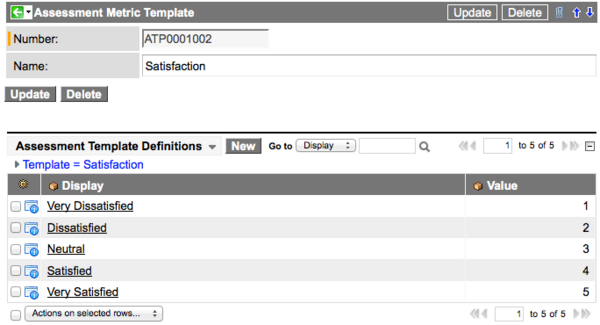 Assessment Metric Template Update Delete
Number: ATP0001002
Name: Satisfaction
Update Delete
Assessment Template Definitions New Go to Display 1 to 5 of 5
Template = Satisfaction
Display Value
Very Dissatisfied 1
Dissatisfied 2
Neutral 3
Satisfied 4
Very Satisfied 5
Actions on selected rows... 1 to 5 of 5